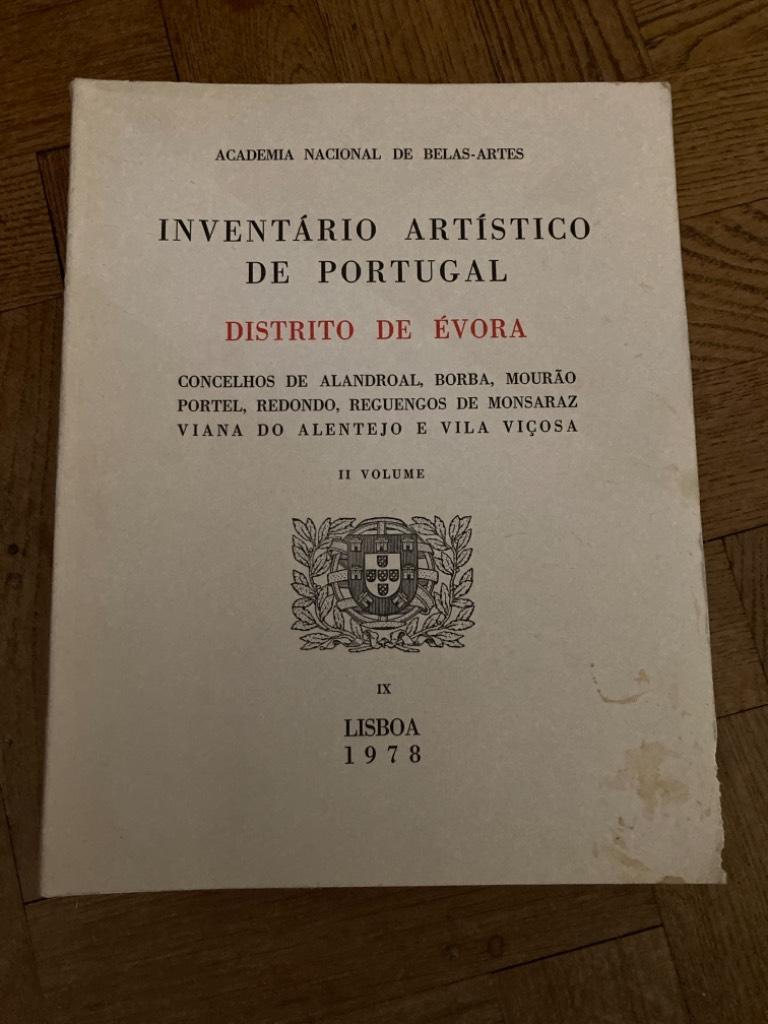 ACADEMIA NACIONAL DE BELAS-ARTES
INVENTÁRIO ARTÍSTICO
DE PORTUGAL
DISTRITO DE ÉVORA
CONCELHOS DE ALANDROAL, BORBA, MOURÃO
PORTEL, REDONDO, REGUENGOS DE MONSARAZ
VIANA DO ALENTEJO E VILA VIÇOSA
II VOLUME
IX
LISBOA
1978